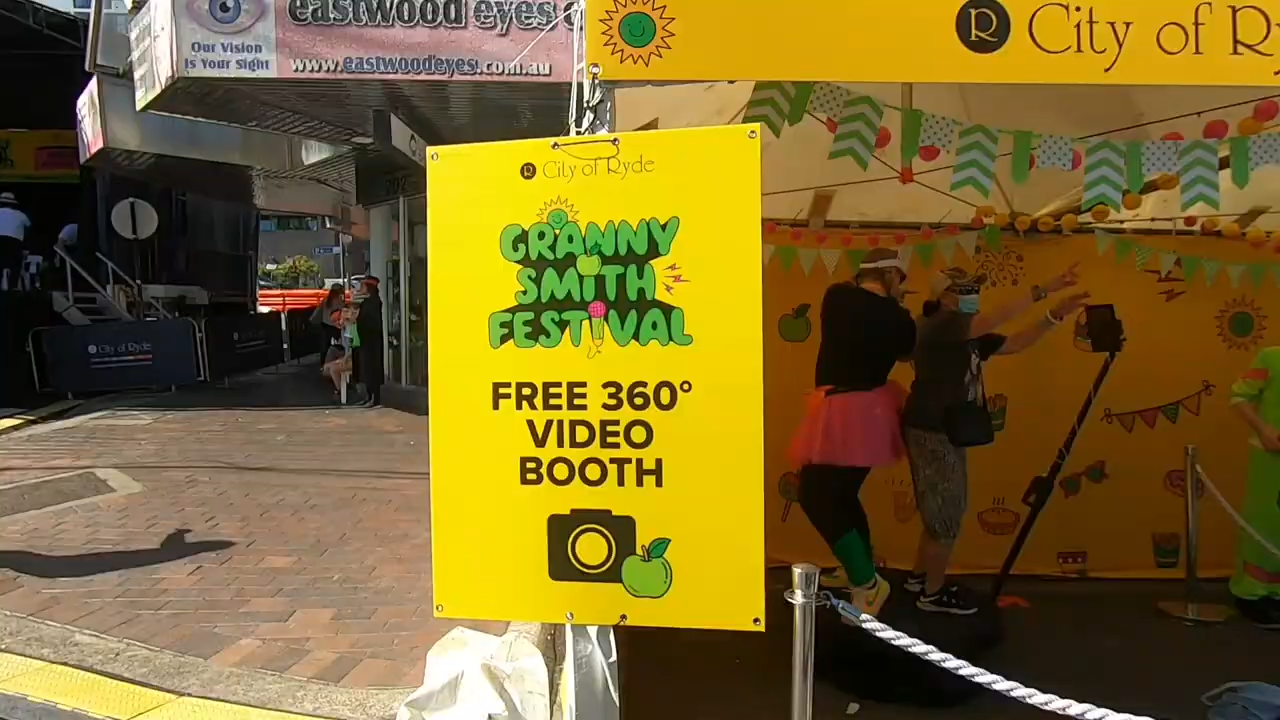 eastwood eyes
Our Vision
Is Your Sight
www.eastwoodeyes.com.au
R City of R
R City of Ryde
GRANNY
SMITH
FESTIVAL
FREE 360°
VIDEO
BOOTH
City of Ryde